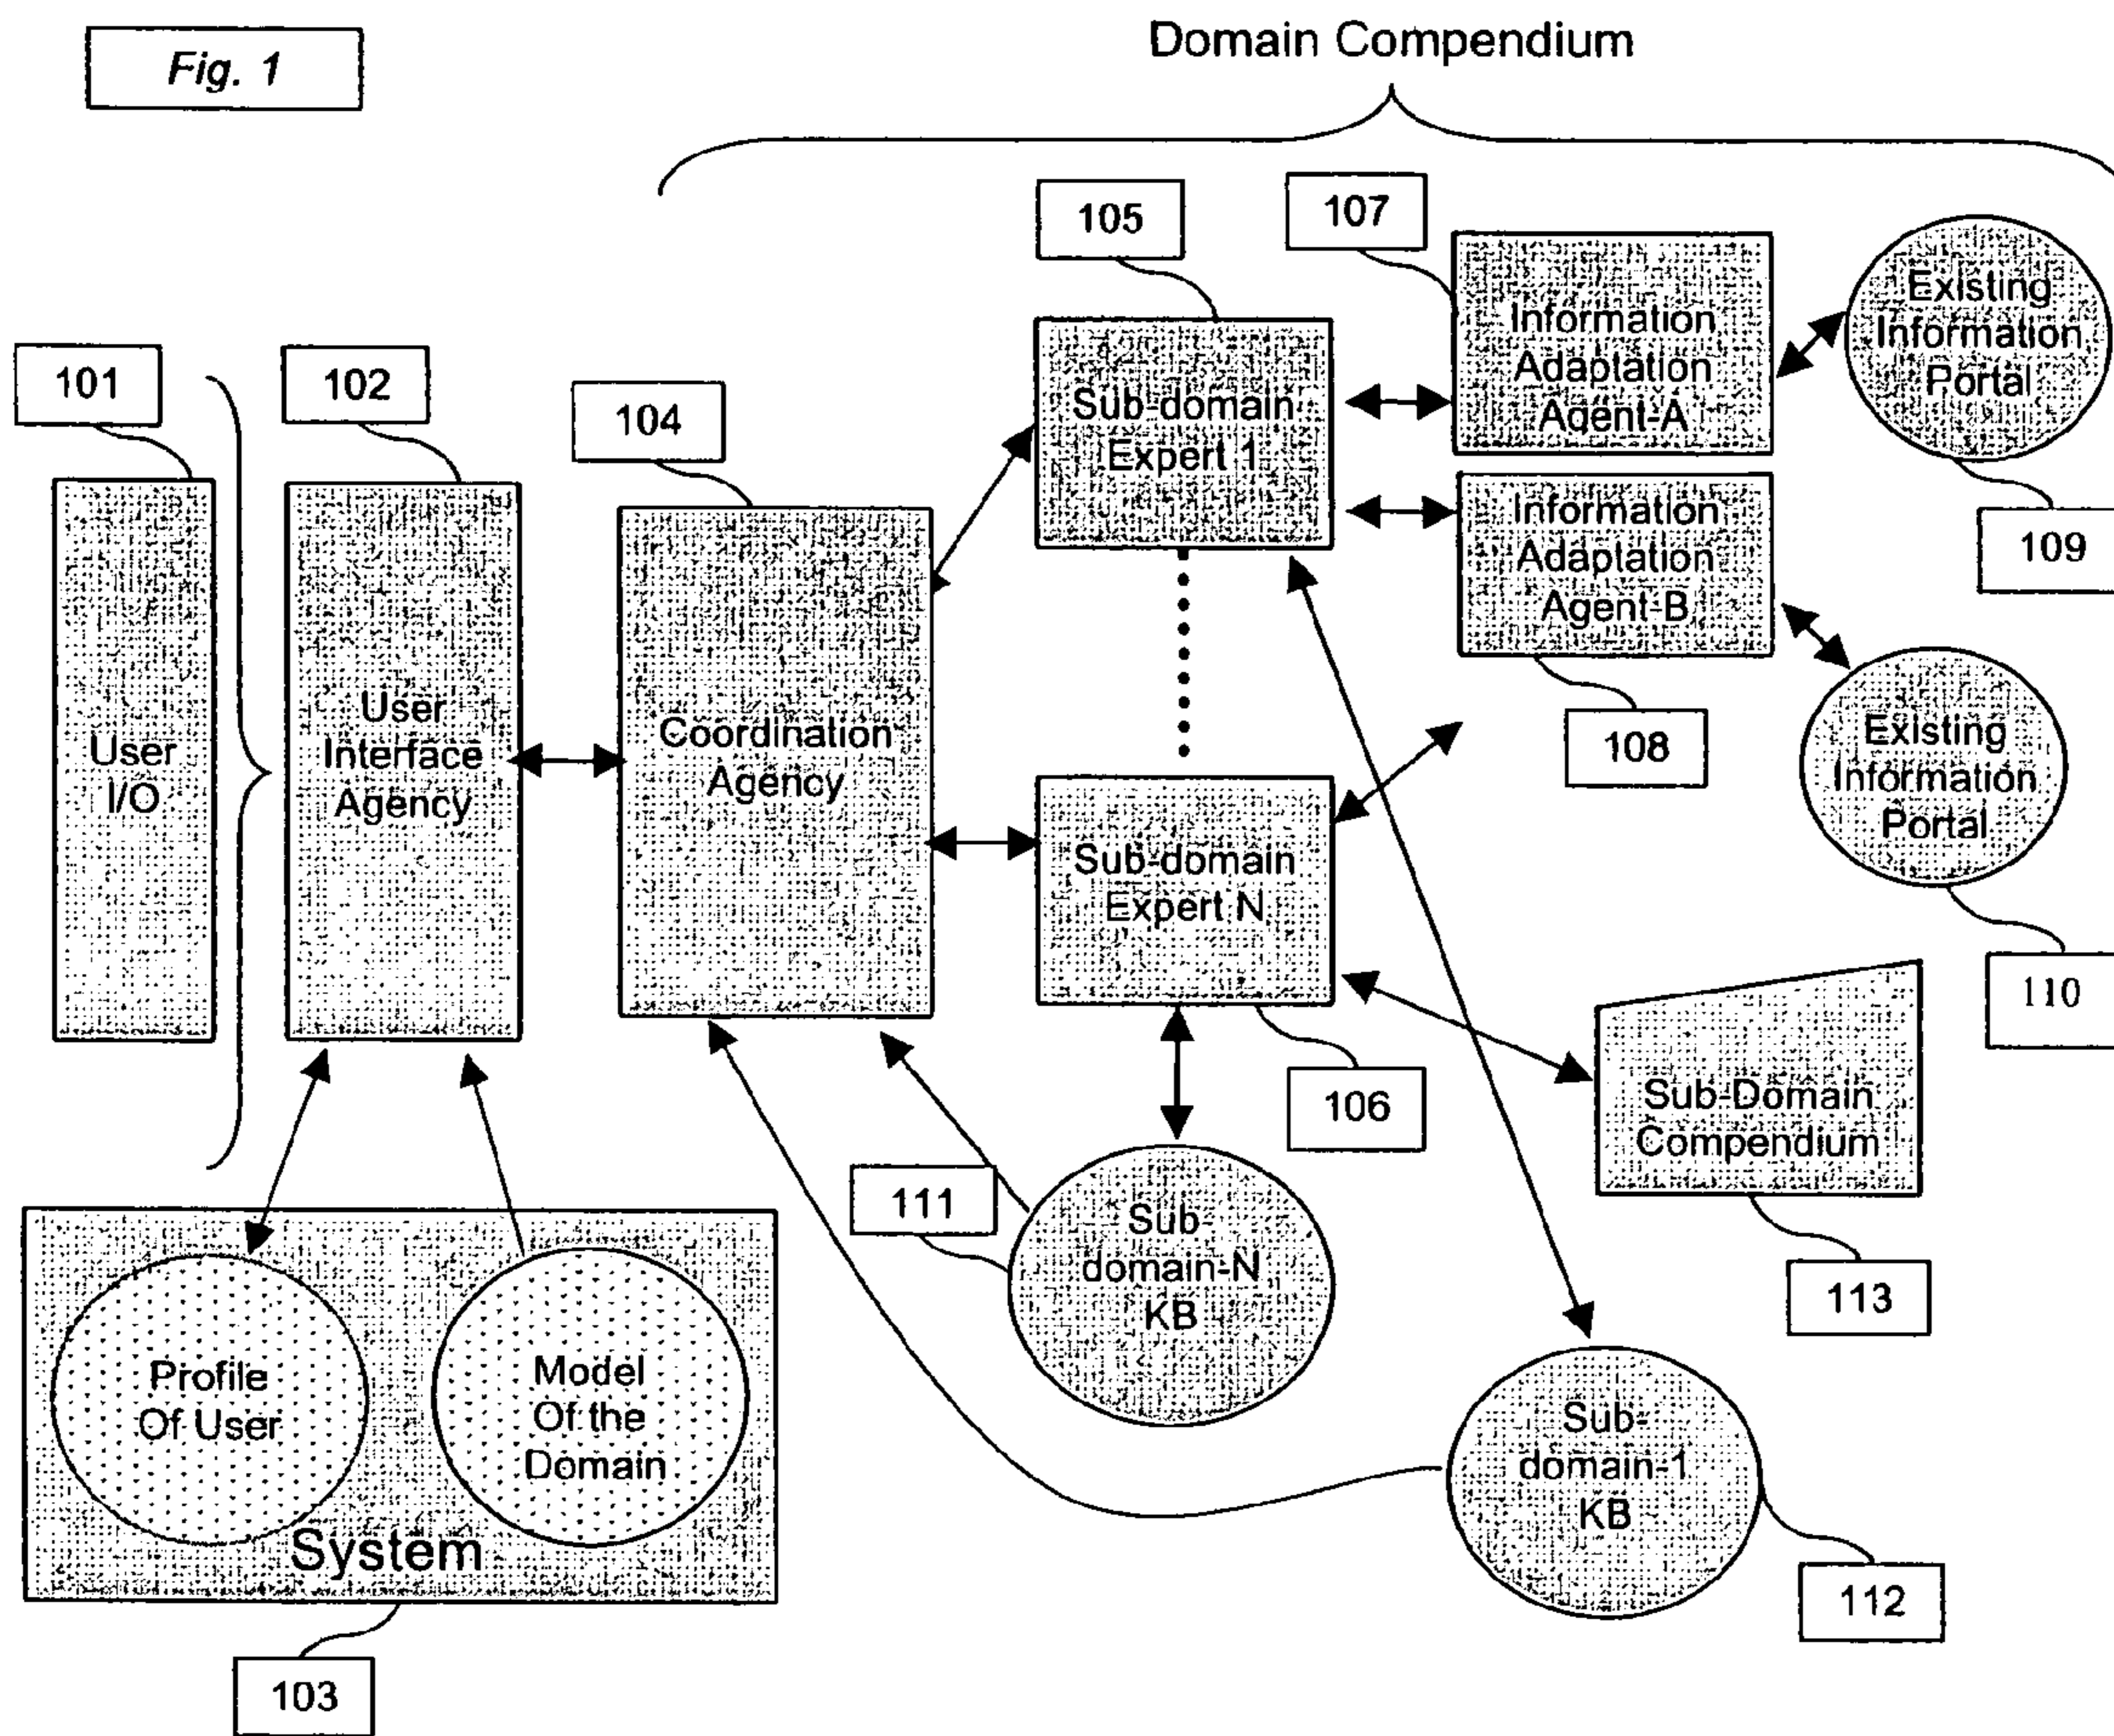 Fig. 1
Domain Compendium
105
107
101
102
104
Information
Adaptation
Agent-A
Existing
Information
Portal
Sub-domain
Expert 1
109
Information
Adaptation
Agent-B
User
I/O
User
Interface
Agency
Coordination
Agency
108
Existing
Information
Portal
Sub-domain
Expert N
110
106
Sub-Domain
Compendium
111
Sub-
domain-N
KB
113
Profile
Of User
Model
Of the
Domain
System
Sub-
domain-1
KB
112
103